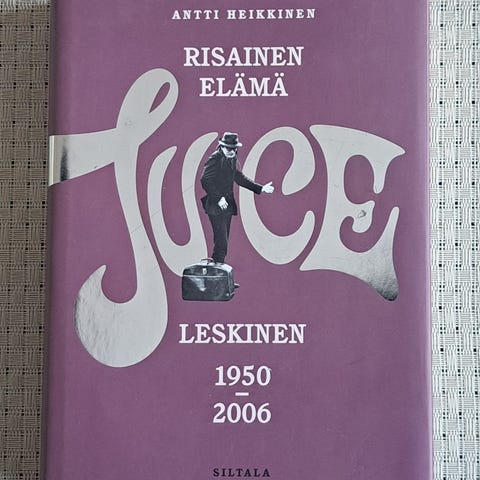 ANTTI HEIKKINEN
RISAINEN
ELÄMÄ
JUICE
LESKINEN
1950
–
2006
SILTALA